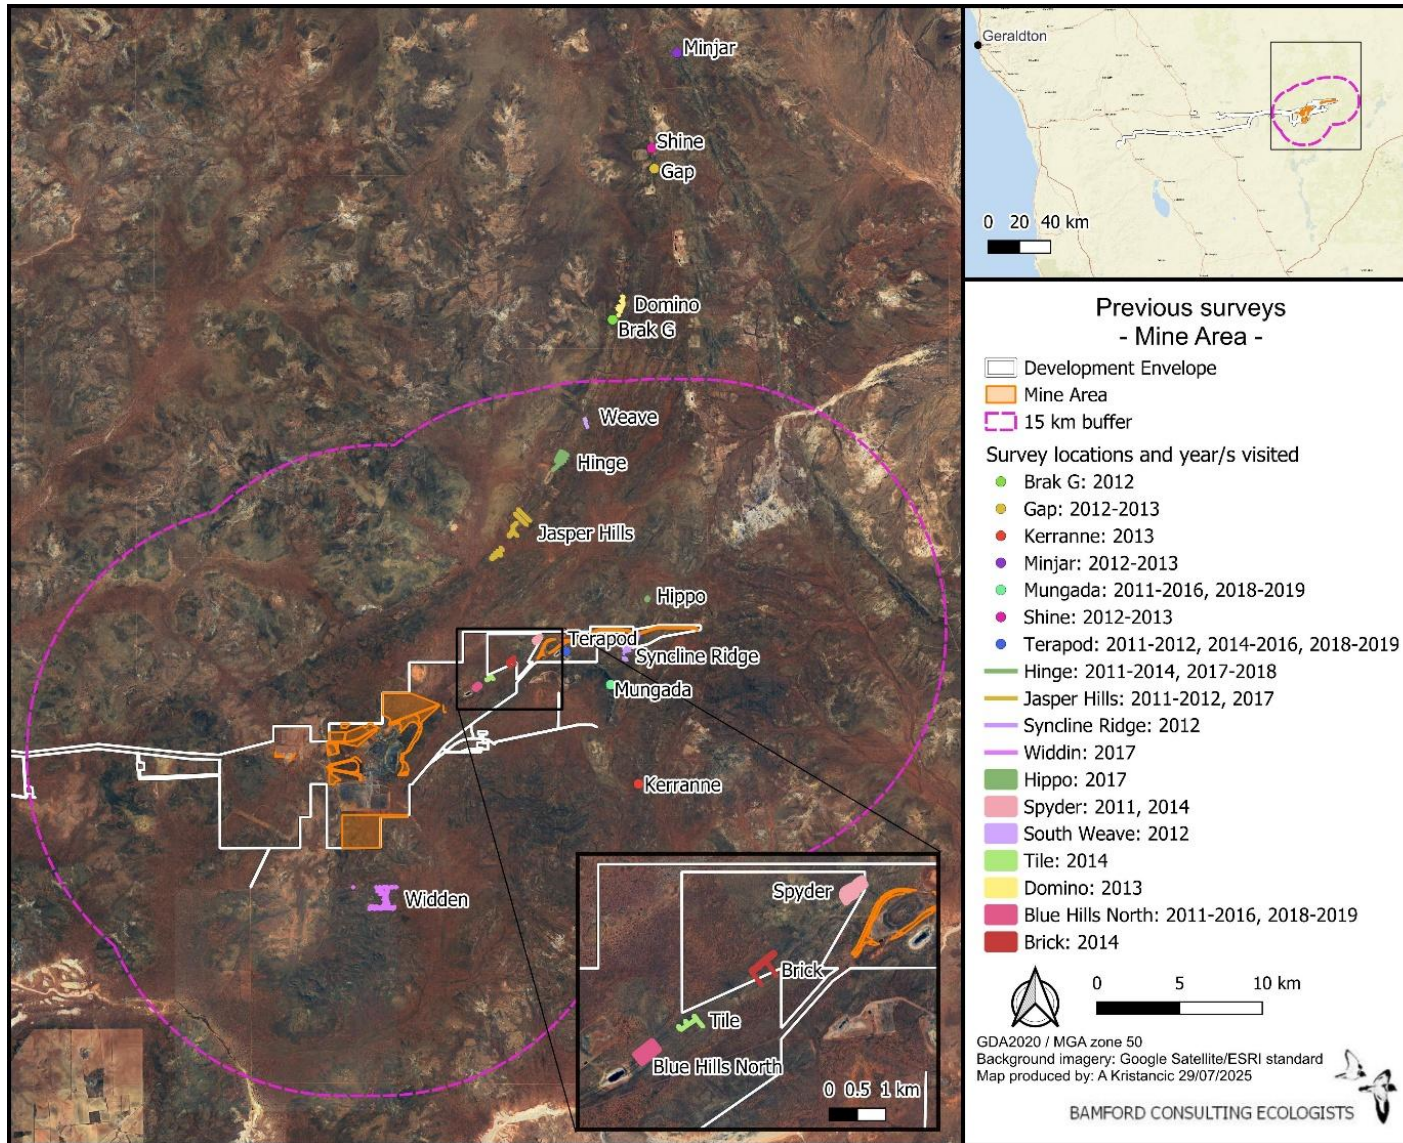 Minjar
Shine
Gap
Domino
Brak G
Weave
Hinge
Jasper Hills
Hippo
Terapod
Syncline Ridge
Mungada
Kerranne
Widden
Spyder
Brick
Tile
Blue Hills North
0 0.5 1 km
Geraldton
0 20 40 km
Previous surveys
- Mine Area -
Development Envelope
Mine Area
15 km buffer
Survey locations and year/s visited
Brak G: 2012
Gap: 2012-2013
Kerranne: 2013
Minjar: 2012-2013
Mungada: 2011-2016, 2018-2019
Shine: 2012-2013
Terapod: 2011-2012, 2014-2016, 2018-2019
Hinge: 2011-2014, 2017-2018
Jasper Hills: 2011-2012, 2017
Syncline Ridge: 2012
Widdin: 2017
Hippo: 2017
Spyder: 2011, 2014
South Weave: 2012
Tile: 2014
Domino: 2013
Blue Hills North: 2011-2016, 2018-2019
Brick: 2014
0 5 10 km
GDA2020 / MGA zone 50
Background imagery: Google Satellite/ESRI standard
Map produced by: A Kristancic 29/07/2025
BAMFORD CONSULTING ECOLOGISTS